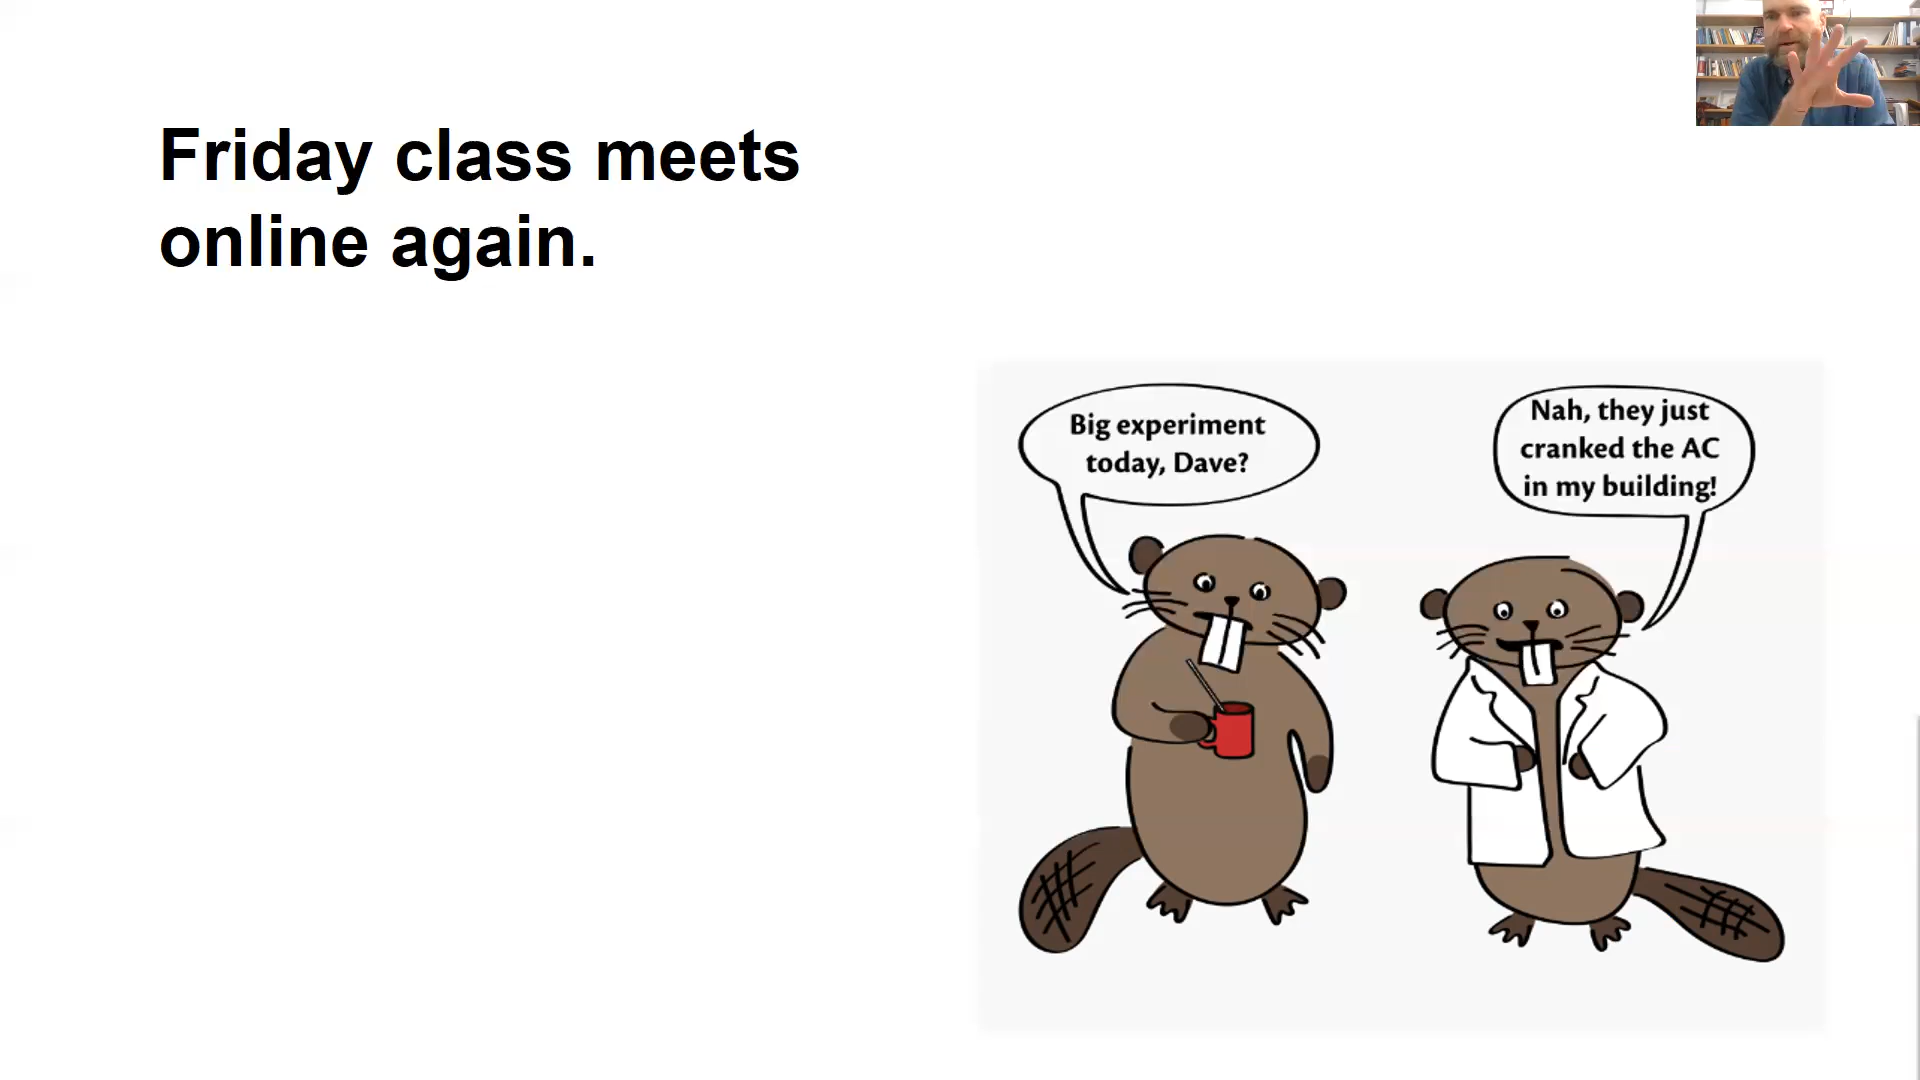 Friday class meets
online again.
Big experiment
today, Dave?
Nah, they just
cranked the AC
in my building!